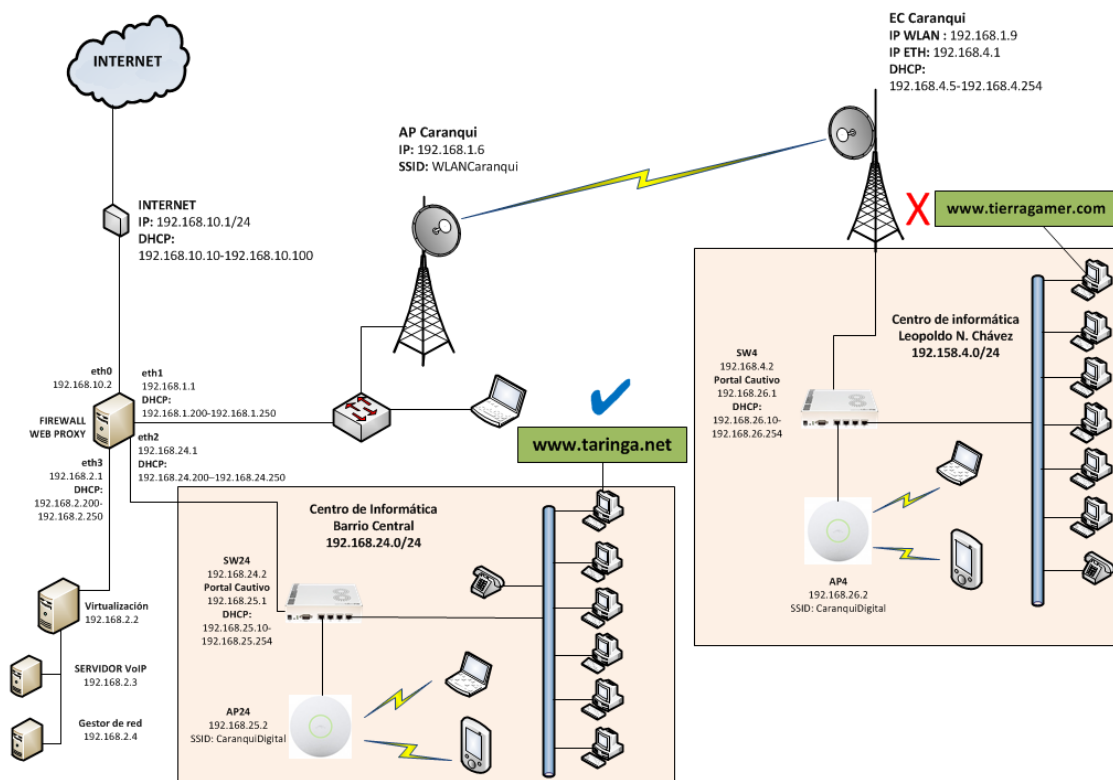 INTERNET
EC Caranqui
IP WLAN : 192.168.1.9
IP ETH: 192.168.4.1
DHCP:
192.168.4.5-192.168.4.254
AP Caranqui
IP: 192.168.1.6
SSID: WLANCaranqui
INTERNET
IP: 192.168.10.1/24
DHCP:
192.168.10.10-192.168.10.100
X
www.tierragamer.com
Centro de informática
Leopoldo N. Chávez
192.158.4.0/24
SW4
192.168.4.2
Portal Cautivo
192.168.26.1
DHCP:
192.168.26.10-
192.168.26.254
AP4
192.168.26.2
SSID: CaranquiDigital
eth0
192.168.10.2
eth1
192.168.1.1
DHCP:
192.168.1.200-192.168.1.250
FIREWALL
WEB PROXY
eth2
192.168.24.1
DHCP:
192.168.24.200–192.168.24.250
eth3
192.168.2.1
DHCP:
192.168.2.200-
192.168.2.250
www.taringa.net
Centro de Informática
Barrio Central
192.168.24.0/24
SW24
192.168.24.2
Portal Cautivo
192.168.25.1
DHCP:
192.168.25.10-
192.168.25.254
AP24
192.168.25.2
SSID: CaranquiDigital
Virtualización
192.168.2.2
SERVIDOR VoIP
192.168.2.3
Gestor de red
192.168.2.4